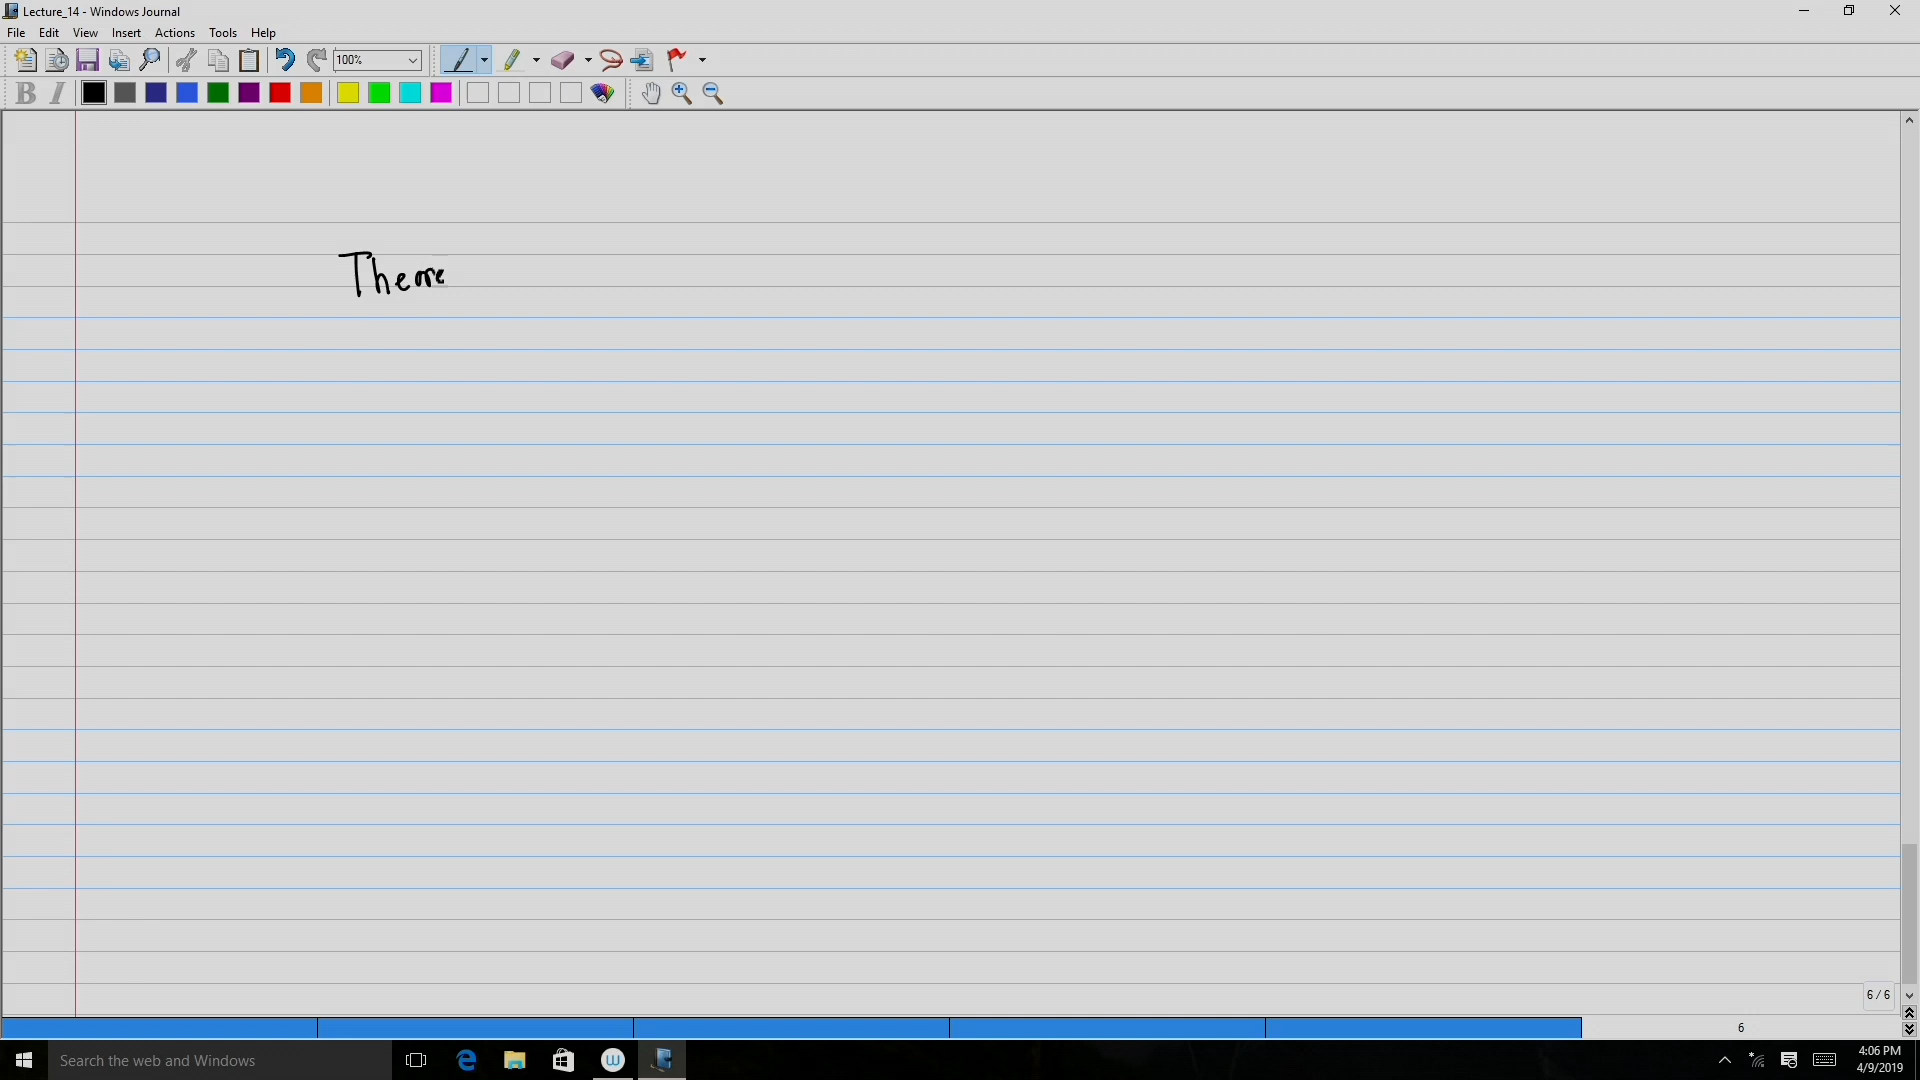 Lecture_14 - Windows Journal
File Edit View Insert Actions Tools Help
100%
B I
Theore
6 / 6
6
Search the web and Windows
4:06 PM
4/9/2019